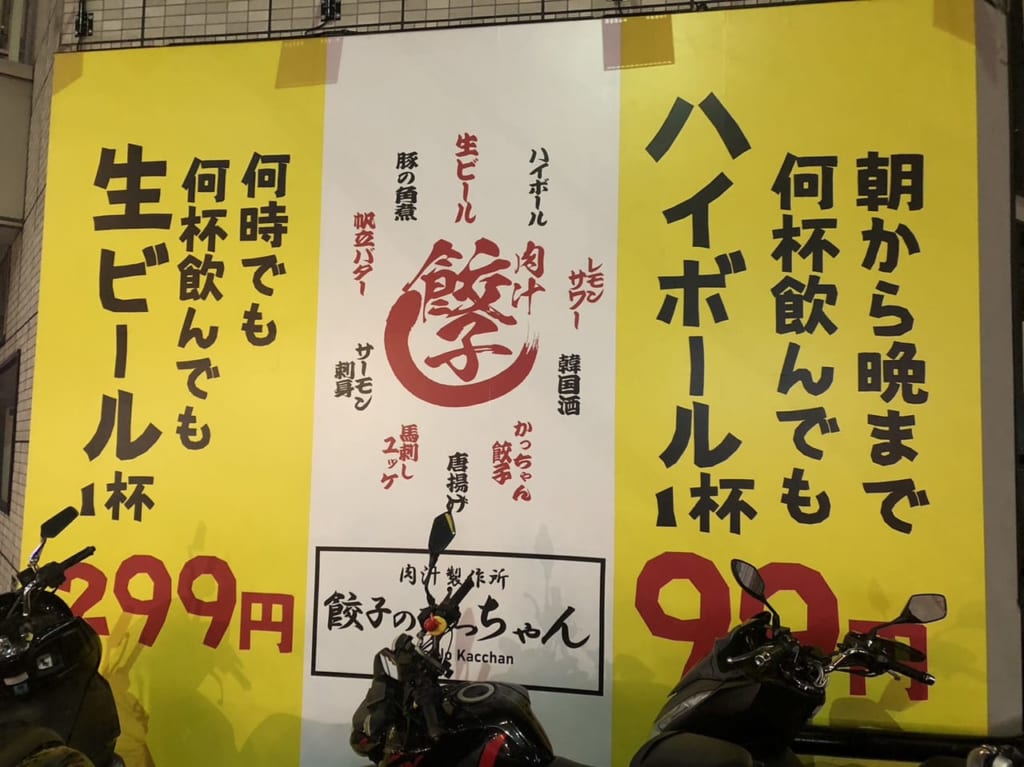 朝から晩まで
何杯飲んでも
ハイボール1杯
99円
ハイボール
生ビール
豚の角煮
帆立バター
サーモン
刺身
馬刺し
ユッケ
唐揚げ
かっちゃん
餃子
韓国酒
レモン
サワー
肉汁
餃子
肉汁製作所
餃子のかっちゃん
Kacchan
何時でも
何杯飲んでも
生ビール1杯
299円